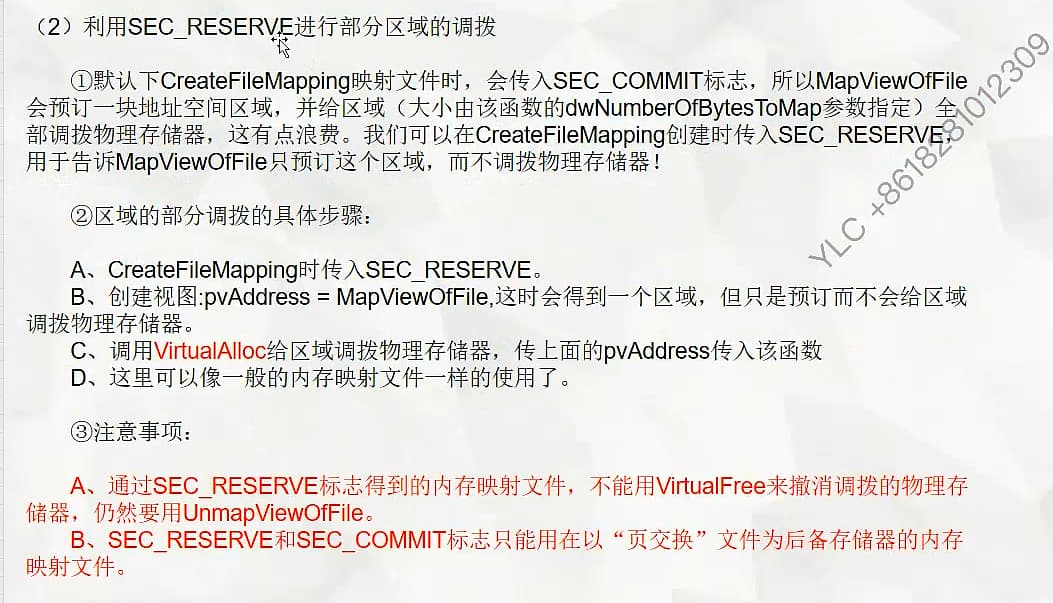 （2）利用SEC_RESERVE进行部分区域的调拨
①默认下CreateFileMapping映射文件时，会传入SEC_COMMIT标志，所以MapViewOfFile
会预订一块地址空间区域，并给区域（大小由该函数的dwNumberOfBytesToMap参数指定）全
部调拨物理存储器，这有点浪费。我们可以在CreateFileMapping创建时传入SEC_RESERVE，
用于告诉MapViewOfFile只预订这个区域，而不调拨物理存储器！
②区域的部分调拨的具体步骤：
A、CreateFileMapping时传入SEC_RESERVE。
B、创建视图:pvAddress = MapViewOfFile,这时会得到一个区域，但只是预订而不会给区域
调拨物理存储器。
C、调用VirtualAlloc给区域调拨物理存储器，传上面的pvAddress传入该函数
D、这里可以像一般的内存映射文件一样的使用了。
③注意事项：
A、通过SEC_RESERVE标志得到的内存映射文件，不能用VirtualFree来撤消调拨的物理存
储器，仍然要用UnmapViewOfFile。
B、SEC_RESERVE和SEC_COMMIT标志只能用在以“页交换”文件为后备存储器的内存
映射文件。
YLC +8618281012309